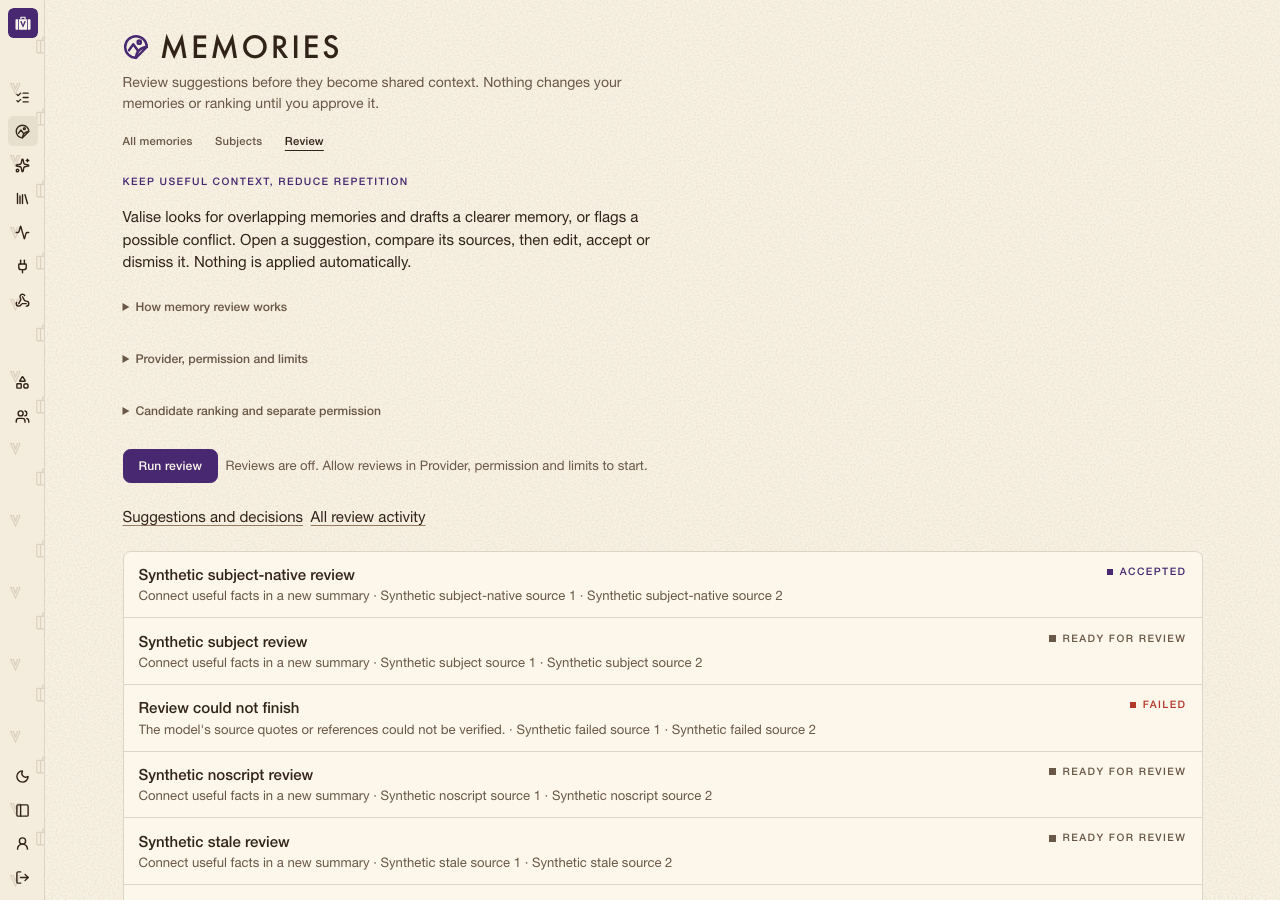 MEMORIES
Review suggestions before they become shared context. Nothing changes your
memories or ranking until you approve it.
All memories Subjects Review
KEEP USEFUL CONTEXT, REDUCE REPETITION
Valise looks for overlapping memories and drafts a clearer memory, or flags a
possible conflict. Open a suggestion, compare its sources, then edit, accept or
dismiss it. Nothing is applied automatically.
How memory review works
Provider, permission and limits
Candidate ranking and separate permission
Run review Reviews are off. Allow reviews in Provider, permission and limits to start.
Suggestions and decisions All review activity
Synthetic subject-native review ACCEPTED
Connect useful facts in a new summary · Synthetic subject-native source 1 · Synthetic subject-native source 2
Synthetic subject review READY FOR REVIEW
Connect useful facts in a new summary · Synthetic subject source 1 · Synthetic subject source 2
Review could not finish FAILED
The model's source quotes or references could not be verified. · Synthetic failed source 1 · Synthetic failed source 2
Synthetic noscript review READY FOR REVIEW
Connect useful facts in a new summary · Synthetic noscript source 1 · Synthetic noscript source 2
Synthetic stale review READY FOR REVIEW
Connect useful facts in a new summary · Synthetic stale source 1 · Synthetic stale source 2